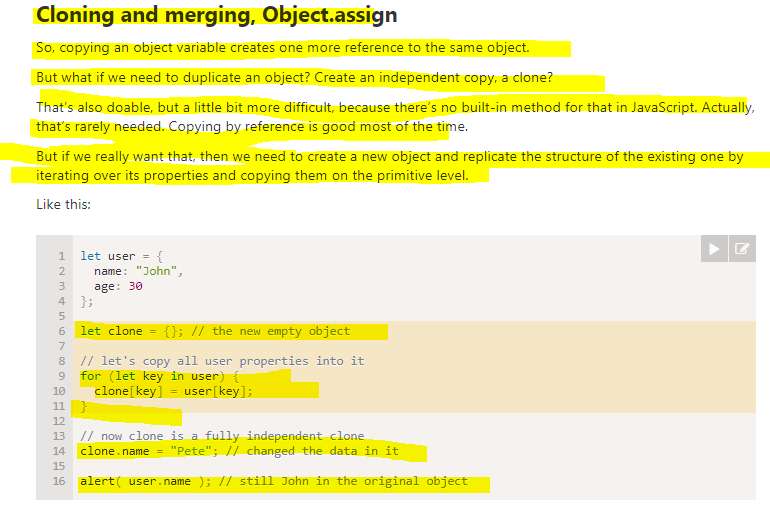 Cloning and merging, Object.assign
So, copying an object variable creates one more reference to the same object.
But what if we need to duplicate an object? Create an independent copy, a clone?
That's also doable, but a little bit more difficult, because there's no built-in method for that in JavaScript. Actually,
that's rarely needed. Copying by reference is good most of the time.
But if we really want that, then we need to create a new object and replicate the structure of the existing one by
iterating over its properties and copying them on the primitive level.
Like this:
1 let user = {
2   name: "John",
3   age: 30
4 };
5
6 let clone = {}; // the new empty object
7
8 // let's copy all user properties into it
9 for (let key in user) {
10   clone[key] = user[key];
11 }
12
13 // now clone is a fully independent clone
14 clone.name = "Pete"; // changed the data in it
15
16 alert( user.name ); // still John in the original object